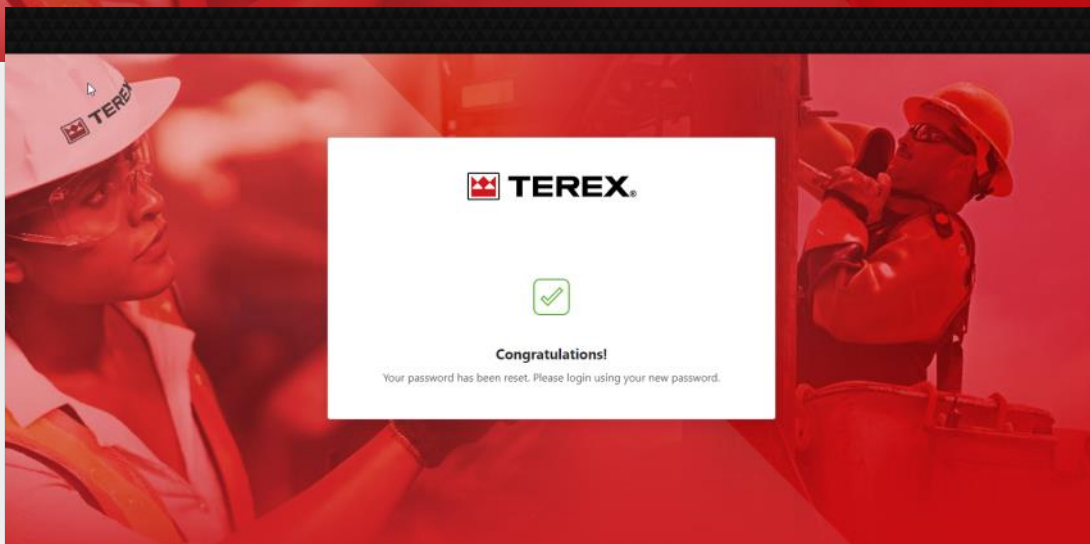 TEREX
TEREX®
Congratulations!
Your password has been reset. Please login using your new password.